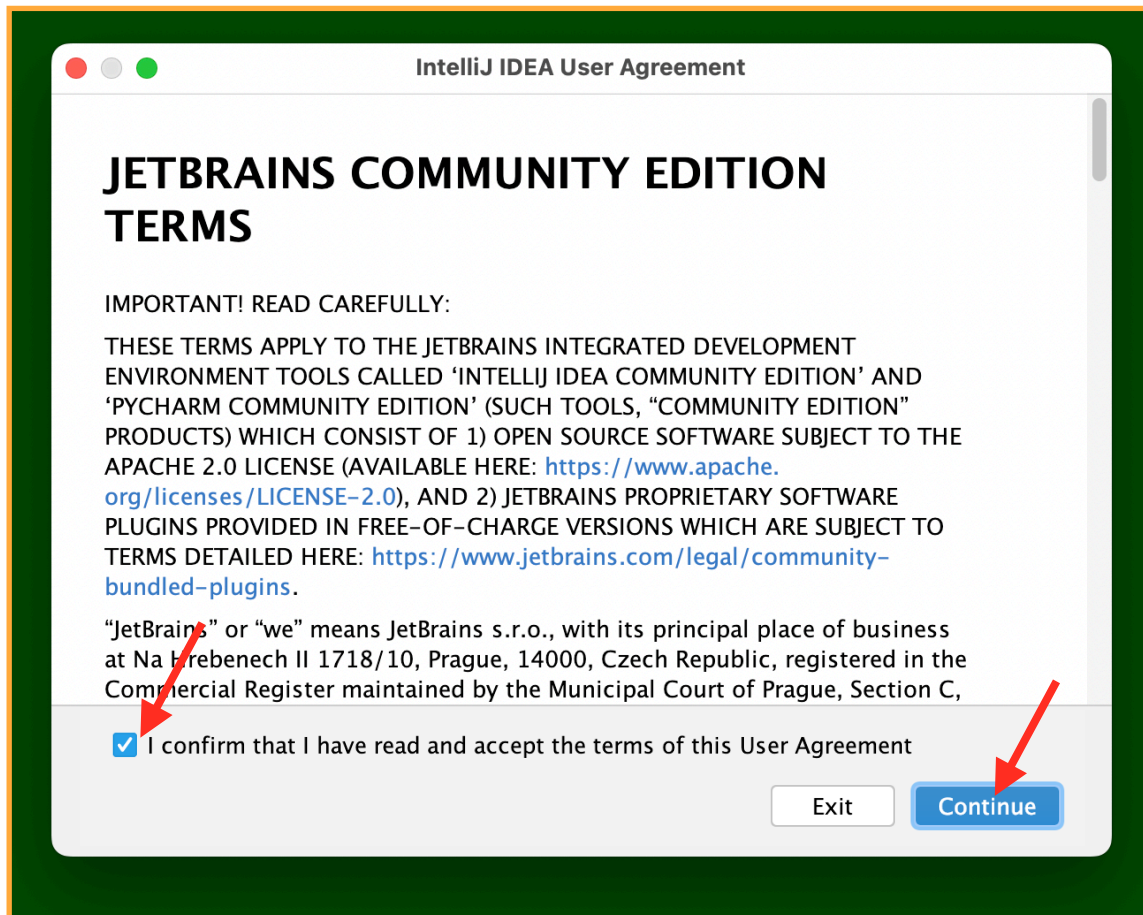 IntelliJ IDEA User Agreement
JETBRAINS COMMUNITY EDITION
TERMS
IMPORTANT! READ CAREFULLY:
THESE TERMS APPLY TO THE JETBRAINS INTEGRATED DEVELOPMENT
ENVIRONMENT TOOLS CALLED ‘INTELLIJ IDEA COMMUNITY EDITION’ AND
‘PYCHARM COMMUNITY EDITION’ (SUCH TOOLS, “COMMUNITY EDITION”
PRODUCTS) WHICH CONSIST OF 1) OPEN SOURCE SOFTWARE SUBJECT TO THE
APACHE 2.0 LICENSE (AVAILABLE HERE: https://www.apache.
org/licenses/LICENSE-2.0), AND 2) JETBRAINS PROPRIETARY SOFTWARE
PLUGINS PROVIDED IN FREE-OF-CHARGE VERSIONS WHICH ARE SUBJECT TO
TERMS DETAILED HERE: https://www.jetbrains.com/legal/community-
bundled-plugins.
“JetBrains” or “we” means JetBrains s.r.o., with its principal place of business
at Na Hrebenech II 1718/10, Prague, 14000, Czech Republic, registered in the
Commercial Register maintained by the Municipal Court of Prague, Section C,
I confirm that I have read and accept the terms of this User Agreement
Exit
Continue